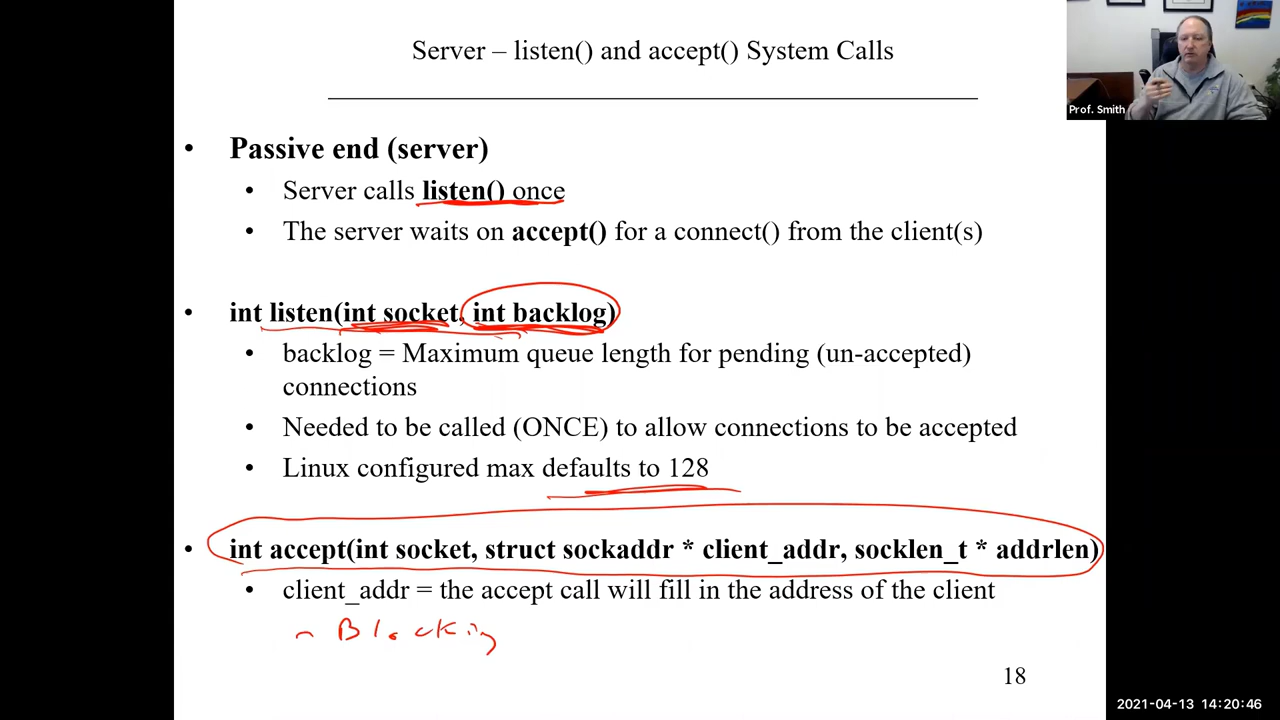 Server – listen() and accept() System Calls
Prof. Smith
• Passive end (server)
• Server calls listen() once
• The server waits on accept() for a connect() from the client(s)
• int listen(int socket, int backlog)
• backlog = Maximum queue length for pending (un-accepted)
connections
• Needed to be called (ONCE) to allow connections to be accepted
• Linux configured max defaults to 128
• int accept(int socket, struct sockaddr * client_addr, socklen_t * addrlen)
• client_addr = the accept call will fill in the address of the client
Blocking
18
2021-04-13 14:20:46